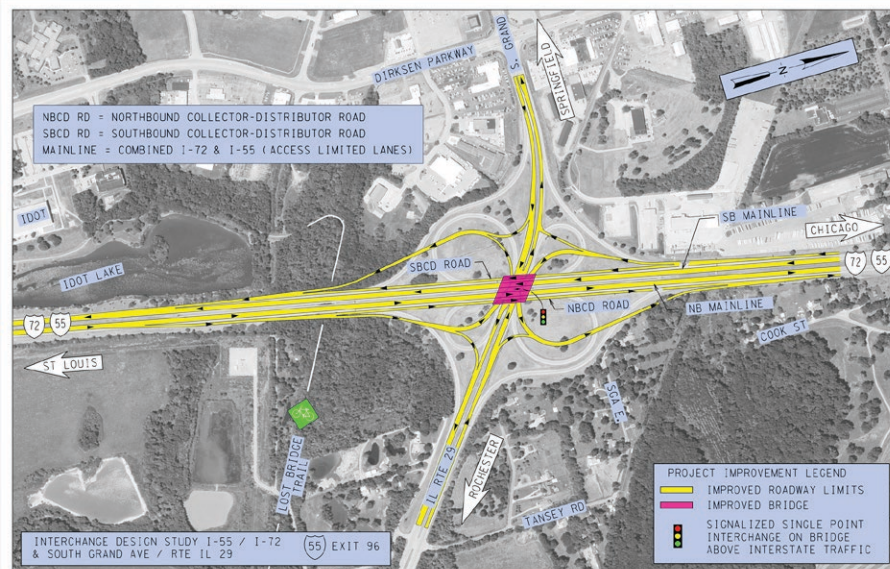 DIRKSEN PARKWAY
S. GRAND
SPRINGFIELD
N
NBCD RD = NORTHBOUND COLLECTOR-DISTRIBUTOR ROAD
SBCD RD = SOUTHBOUND COLLECTOR-DISTRIBUTOR ROAD
MAINLINE = COMBINED I-72 & I-55 (ACCESS LIMITED LANES)
IDOT
IDOT LAKE
SB MAINLINE
CHICAGO
SBCD ROAD
72 55
NBCD ROAD
NB MAINLINE
72 55
COOK ST
ST LOUIS
SGA E.
LOST BRIDGE
TRAIL
IL RTE 29
ROCHESTER
TANSEY RD
PROJECT IMPROVEMENT LEGEND
IMPROVED ROADWAY LIMITS
IMPROVED BRIDGE
SIGNALIZED SINGLE POINT
INTERCHANGE ON BRIDGE
ABOVE INTERSTATE TRAFFIC
INTERCHANGE DESIGN STUDY I-55 / I-72
& SOUTH GRAND AVE / RTE IL 29
55 EXIT 96